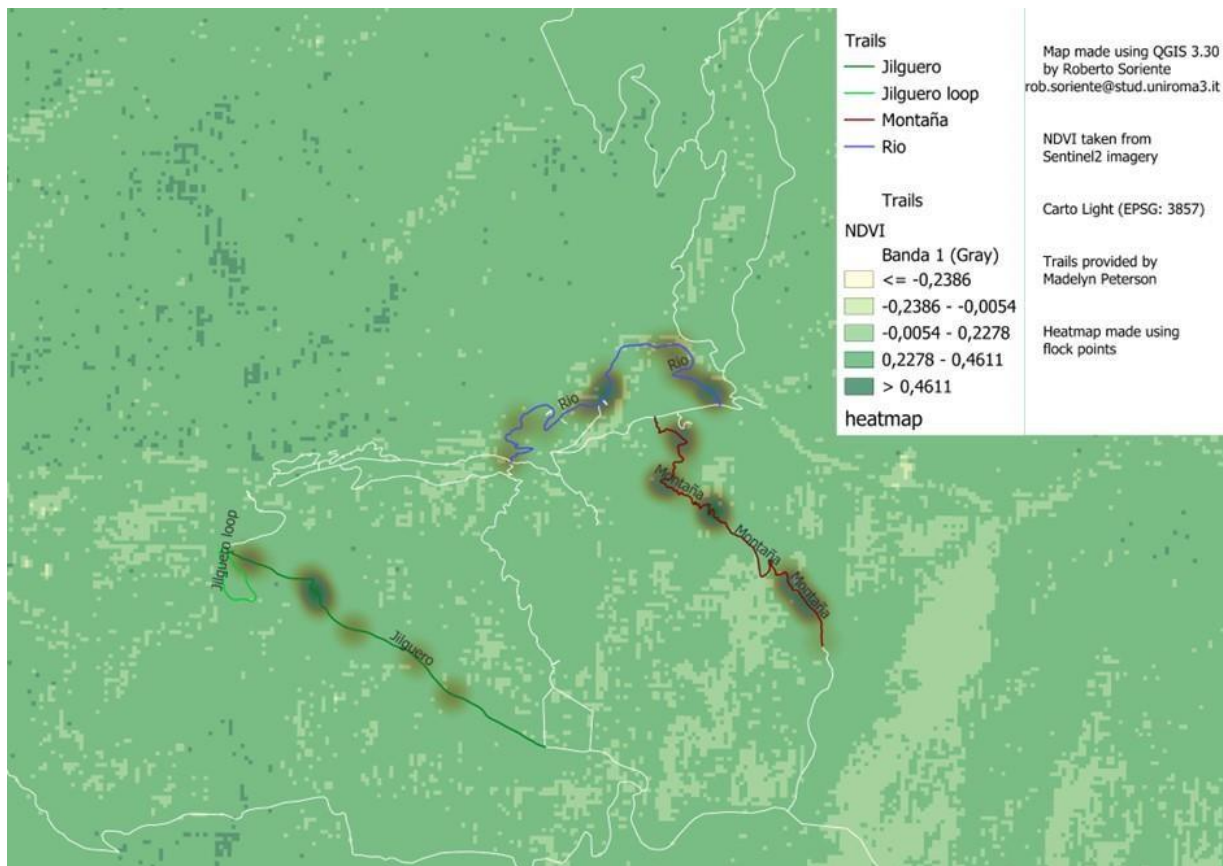 Trails
Jilguero
Jilguero loop
Montaña
Rio
Trails
NDVI
Banda 1 (Gray)
<= -0,2386
-0,2386 - -0,0054
-0,0054 - 0,2278
0,2278 - 0,4611
> 0,4611
heatmap
Map made using QGIS 3.30
by Roberto Soriente
rob.soriente@stud.uniroma3.it
NDVI taken from
Sentinel2 imagery
Carto Light (EPSG: 3857)
Trails provided by
Madelyn Peterson
Heatmap made using
flock points
Rio
Rio
Montaña
Montaña
Montaña
Jilguero loop
Jilguero